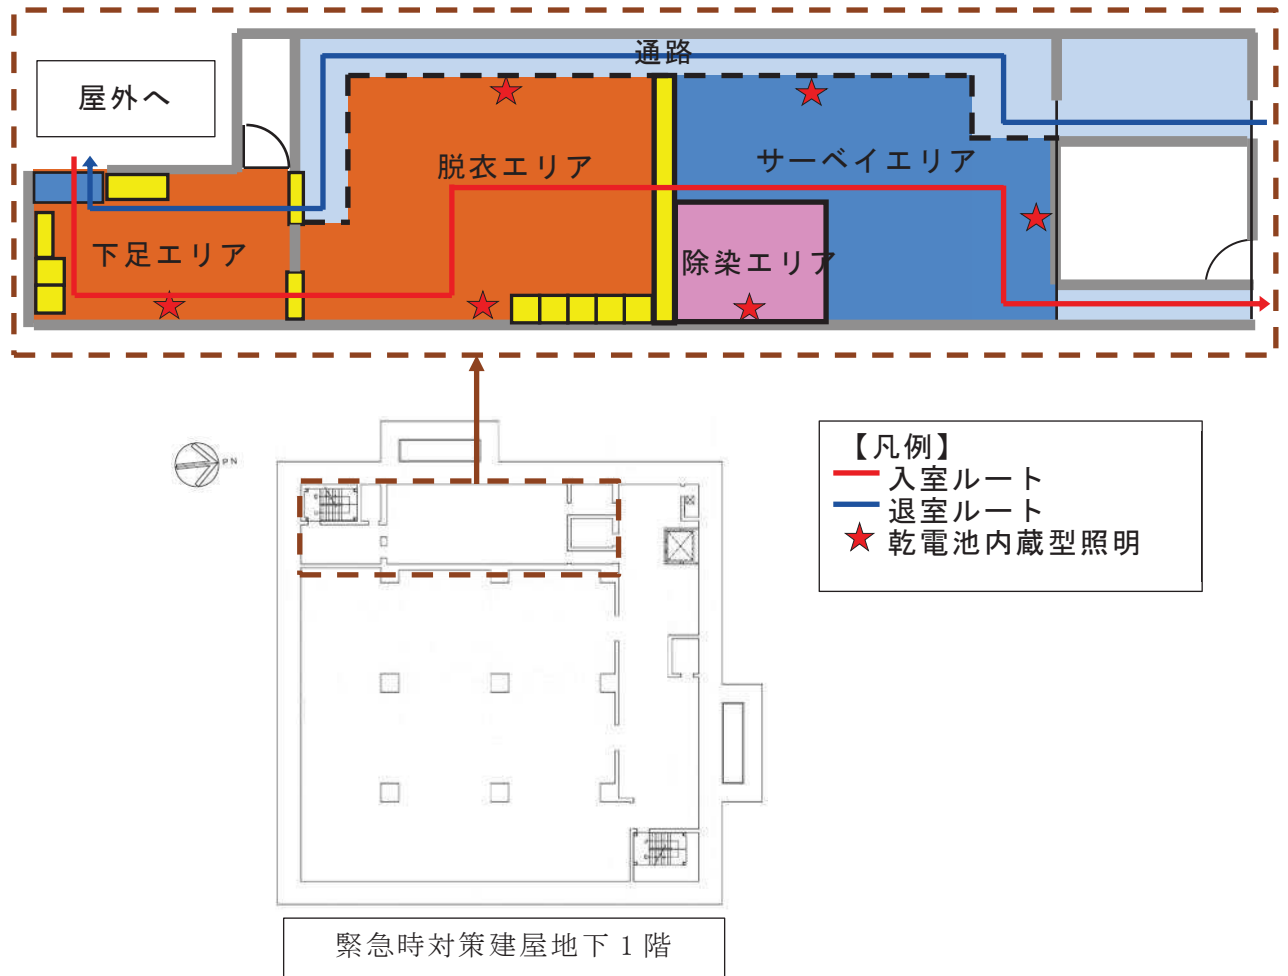 通路
屋外へ
脱衣エリア
サーベイエリア
下足エリア
除染エリア
PN
【凡例】
入室ルート
退室ルート
乾電池内蔵型照明
緊急時対策建屋地下1階